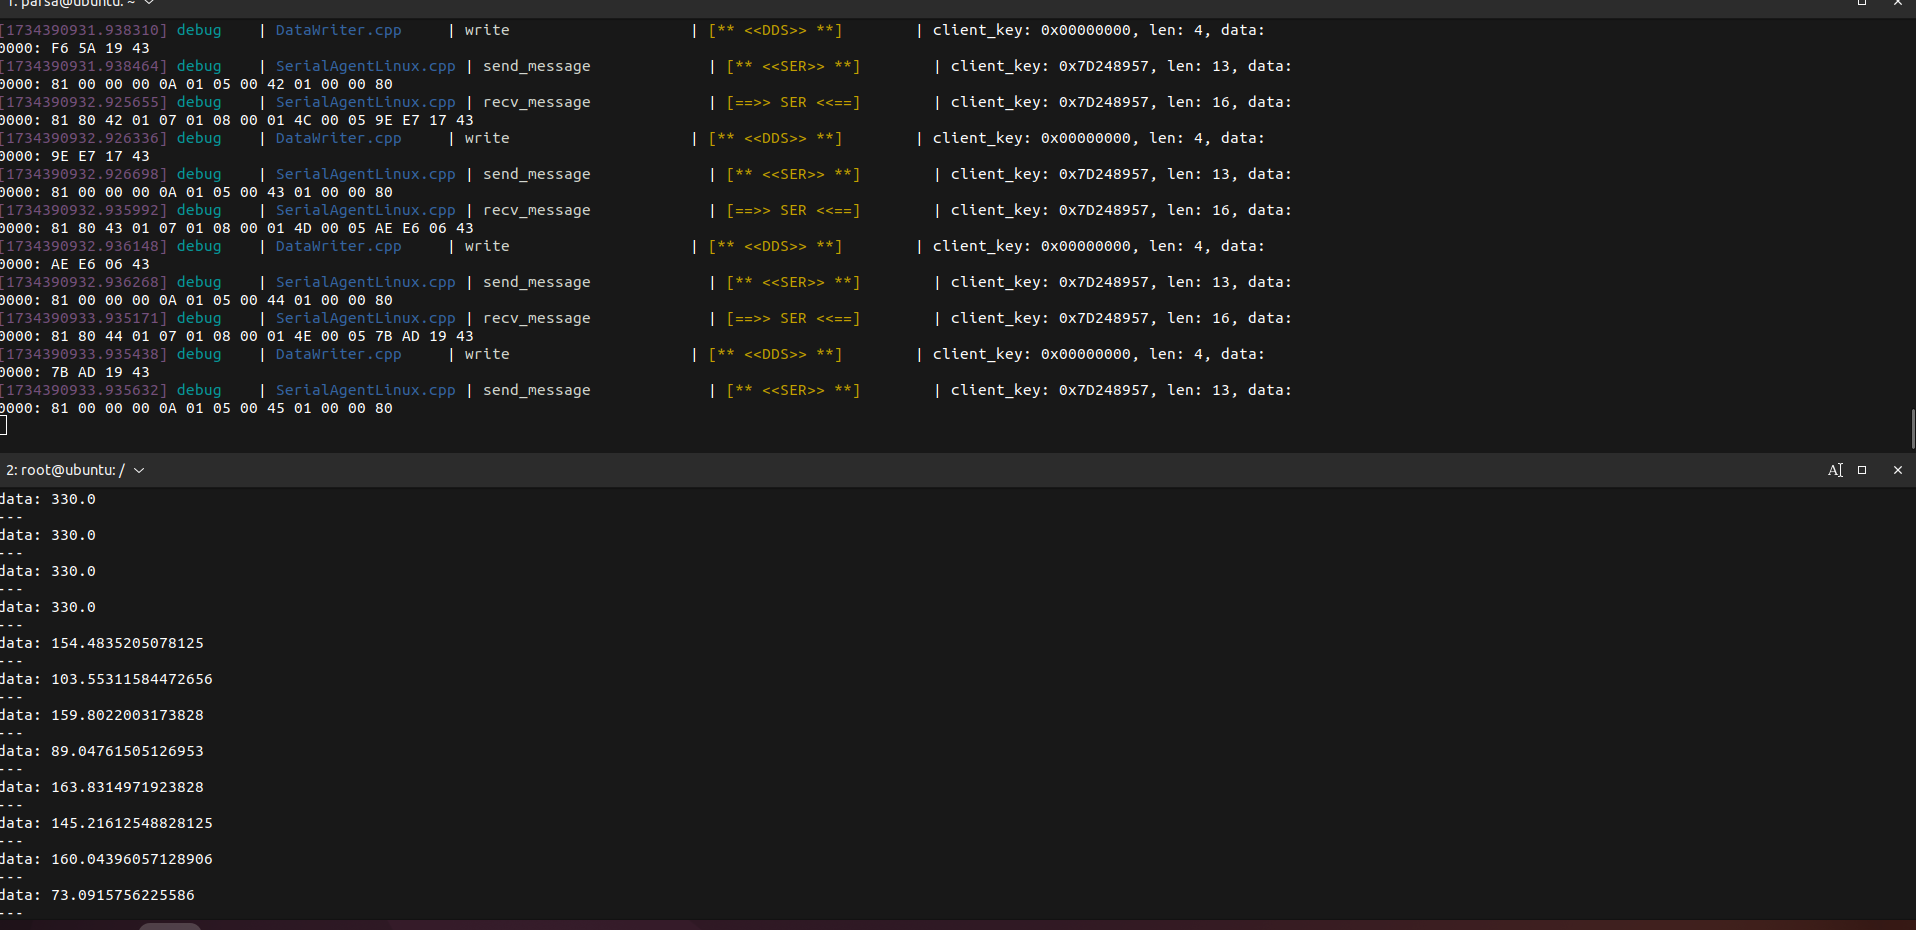 1: parsa@ubuntu: ~
[1734390931.938310] debug | DataWriter.cpp | write | [** <<DDS>> **] | client_key: 0x00000000, len: 4, data:
0000: F6 5A 19 43
[1734390931.938464] debug | SerialAgentLinux.cpp | send_message | [** <<SER>> **] | client_key: 0x7D248957, len: 13, data:
0000: 81 00 00 00 0A 01 05 00 42 01 00 00 80
[1734390932.925655] debug | SerialAgentLinux.cpp | recv_message | [==>> SER <<==] | client_key: 0x7D248957, len: 16, data:
0000: 81 80 42 01 07 01 08 00 01 4C 00 05 9E E7 17 43
[1734390932.926336] debug | DataWriter.cpp | write | [** <<DDS>> **] | client_key: 0x00000000, len: 4, data:
0000: 9E E7 17 43
[1734390932.926698] debug | SerialAgentLinux.cpp | send_message | [** <<SER>> **] | client_key: 0x7D248957, len: 13, data:
0000: 81 00 00 00 0A 01 05 00 43 01 00 00 80
[1734390932.935992] debug | SerialAgentLinux.cpp | recv_message | [==>> SER <<==] | client_key: 0x7D248957, len: 16, data:
0000: 81 80 43 01 07 01 08 00 01 4D 00 05 AE E6 06 43
[1734390932.936148] debug | DataWriter.cpp | write | [** <<DDS>> **] | client_key: 0x00000000, len: 4, data:
0000: AE E6 06 43
[1734390932.936268] debug | SerialAgentLinux.cpp | send_message | [** <<SER>> **] | client_key: 0x7D248957, len: 13, data:
0000: 81 00 00 00 0A 01 05 00 44 01 00 00 80
[1734390933.935171] debug | SerialAgentLinux.cpp | recv_message | [==>> SER <<==] | client_key: 0x7D248957, len: 16, data:
0000: 81 80 44 01 07 01 08 00 01 4E 00 05 7B AD 19 43
[1734390933.935438] debug | DataWriter.cpp | write | [** <<DDS>> **] | client_key: 0x00000000, len: 4, data:
0000: 7B AD 19 43
[1734390933.935632] debug | SerialAgentLinux.cpp | send_message | [** <<SER>> **] | client_key: 0x7D248957, len: 13, data:
0000: 81 00 00 00 0A 01 05 00 45 01 00 00 80
2: root@ubuntu: /
data: 330.0
---
data: 330.0
---
data: 330.0
---
data: 330.0
---
data: 154.4835205078125
---
data: 103.55311584472656
---
data: 159.8022003173828
---
data: 89.04761505126953
---
data: 163.8314971923828
---
data: 145.21612548828125
---
data: 160.04396057128906
---
data: 73.0915756225586
---